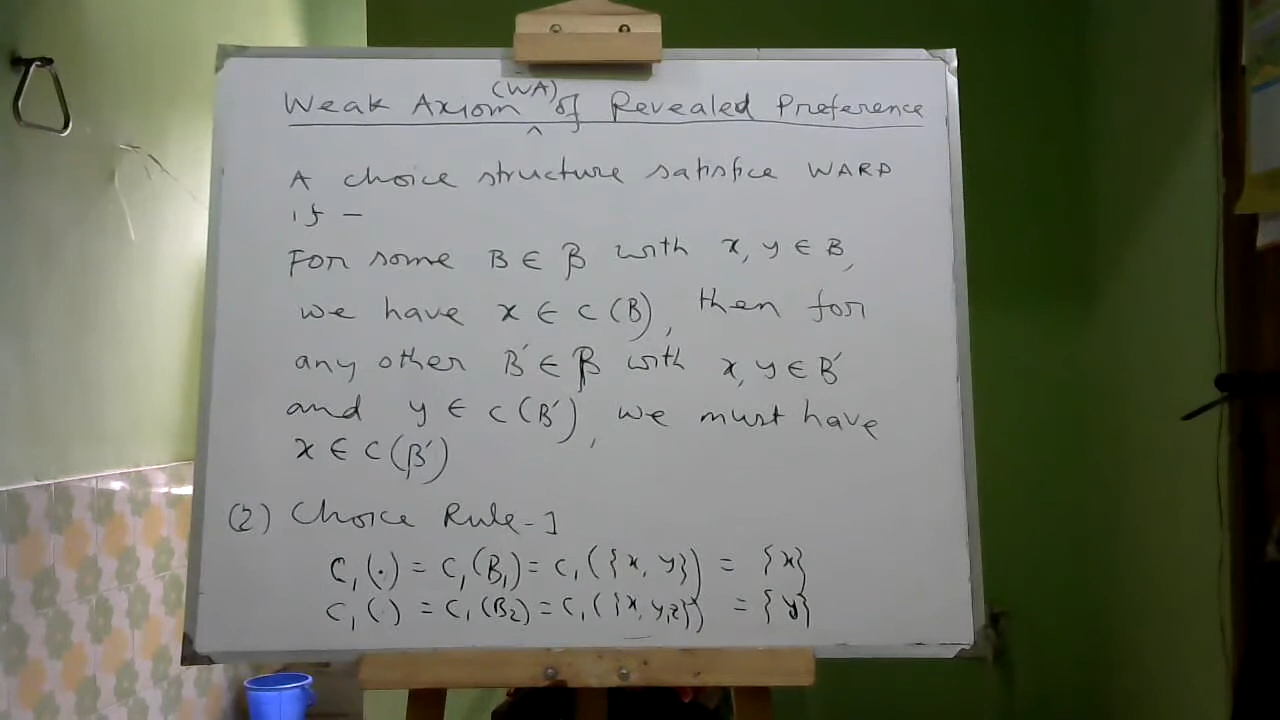 Weak Axiom (WA) of Revealed Preference
A choice structure satisfice WARP
if —
For some B ∈ β with x, y ∈ B,
we have x ∈ C(B), then for
any other B′ ∈ β with x, y ∈ B′
and y ∈ C(B′), we must have
x ∈ C(B′)
(2) Choice Rule-1
C₁(.) = C₁(B₁) = C₁({x, y}) = {x}
C₁(.) = C₁(B₂) = C₁({x, y, z}) = {y}